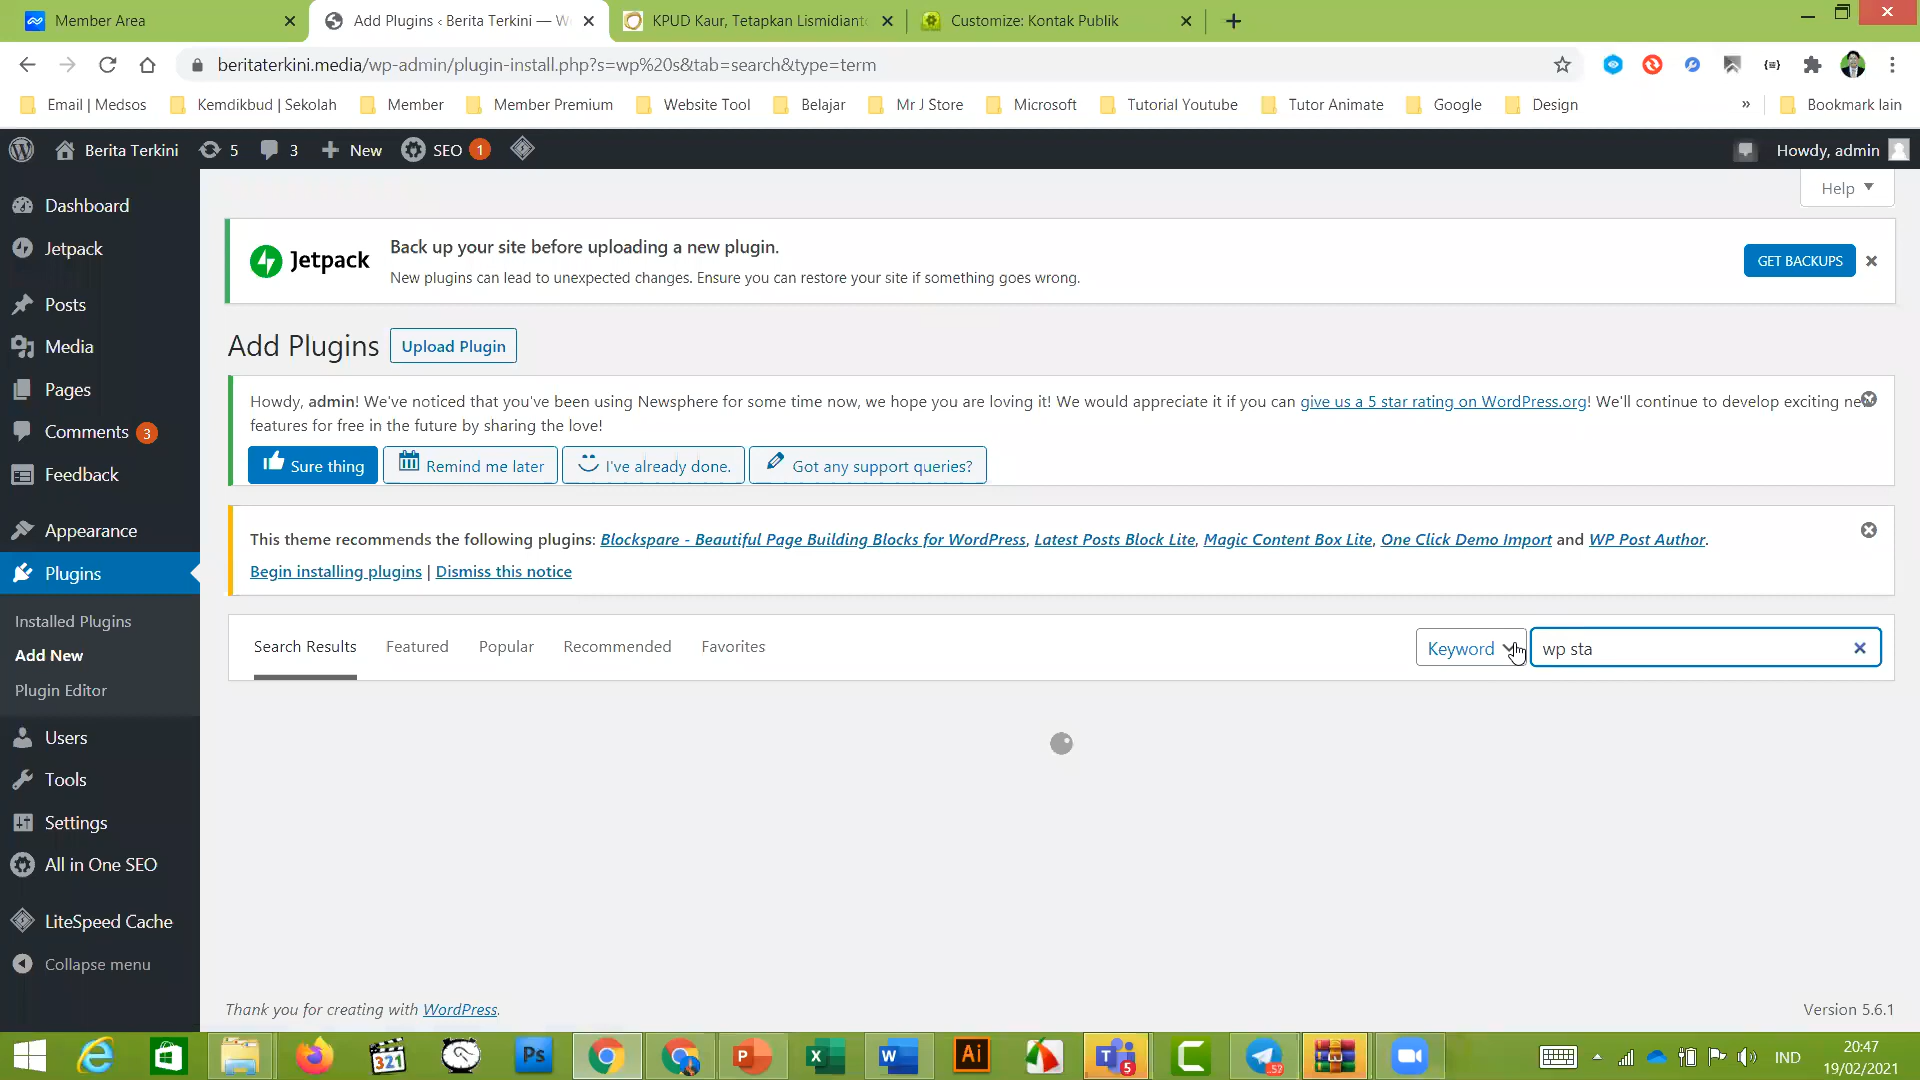 Member Area
Add Plugins ‹ Berita Terkini — W
KPUD Kaur, Tetapkan Lismidiant
Customize: Kontak Publik
beritaterkini.media/wp-admin/plugin-install.php?s=wp%20s&tab=search&type=term
Email | Medsos
Kemdikbud | Sekolah
Member
Member Premium
Website Tool
Belajar
Mr J Store
Microsoft
Tutorial Youtube
Tutor Animate
Google
Design
»
Bookmark lain
Berita Terkini
5
3
New
SEO 1
Howdy, admin
Help
Dashboard
Jetpack
Posts
Media
Pages
Comments 3
Feedback
Appearance
Plugins
Installed Plugins
Add New
Plugin Editor
Users
Tools
Settings
All in One SEO
LiteSpeed Cache
Collapse menu
Jetpack
Back up your site before uploading a new plugin.
New plugins can lead to unexpected changes. Ensure you can restore your site if something goes wrong.
GET BACKUPS
Add Plugins
Upload Plugin
Howdy, admin! We've noticed that you've been using Newsphere for some time now, we hope you are loving it! We would appreciate it if you can give us a 5 star rating on WordPress.org! We'll continue to develop exciting new
features for free in the future by sharing the love!
Sure thing
Remind me later
I've already done.
Got any support queries?
This theme recommends the following plugins: Blockspare - Beautiful Page Building Blocks for WordPress, Latest Posts Block Lite, Magic Content Box Lite, One Click Demo Import and WP Post Author.
Begin installing plugins | Dismiss this notice
Search Results
Featured
Popular
Recommended
Favorites
Keyword
wp sta
Thank you for creating with WordPress.
Version 5.6.1
IND
20:47
19/02/2021